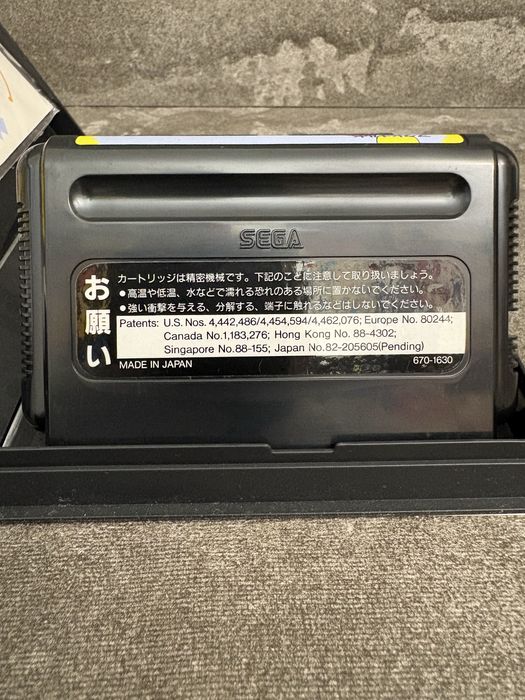 SEGA
お願い
カートリッジは精密機械です。下記のことに注意して取り扱いましょう。
●高温や低温、水などで濡れる恐れのある場所に置かないでください。
●強い衝撃を与える、分解する、端子に触れるなどはしないでください。
Patents: U.S. Nos. 4,442,486/4,454,594/4,462,076; Europe No. 80244;
Canada No.1,183,276; Hong Kong No. 88-4302;
Singapore No.88-155; Japan No.82-205605(Pending)
MADE IN JAPAN 670-1630